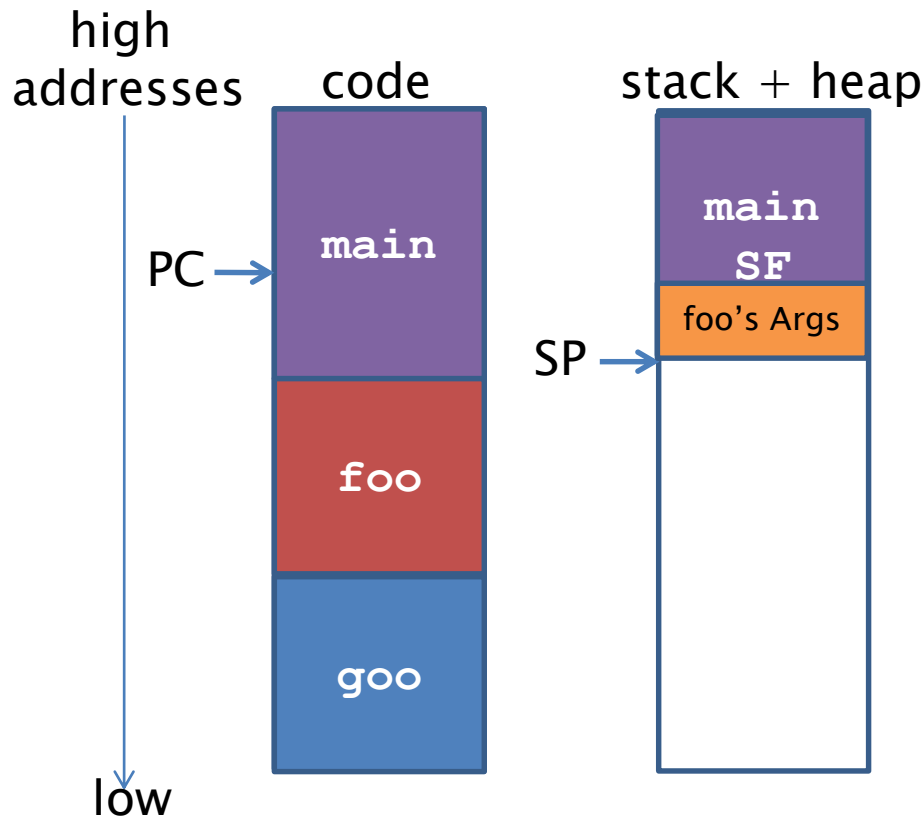 high
addresses
code
stack + heap
main
SF
PC
main
foo's Args
SP
foo
goo
low